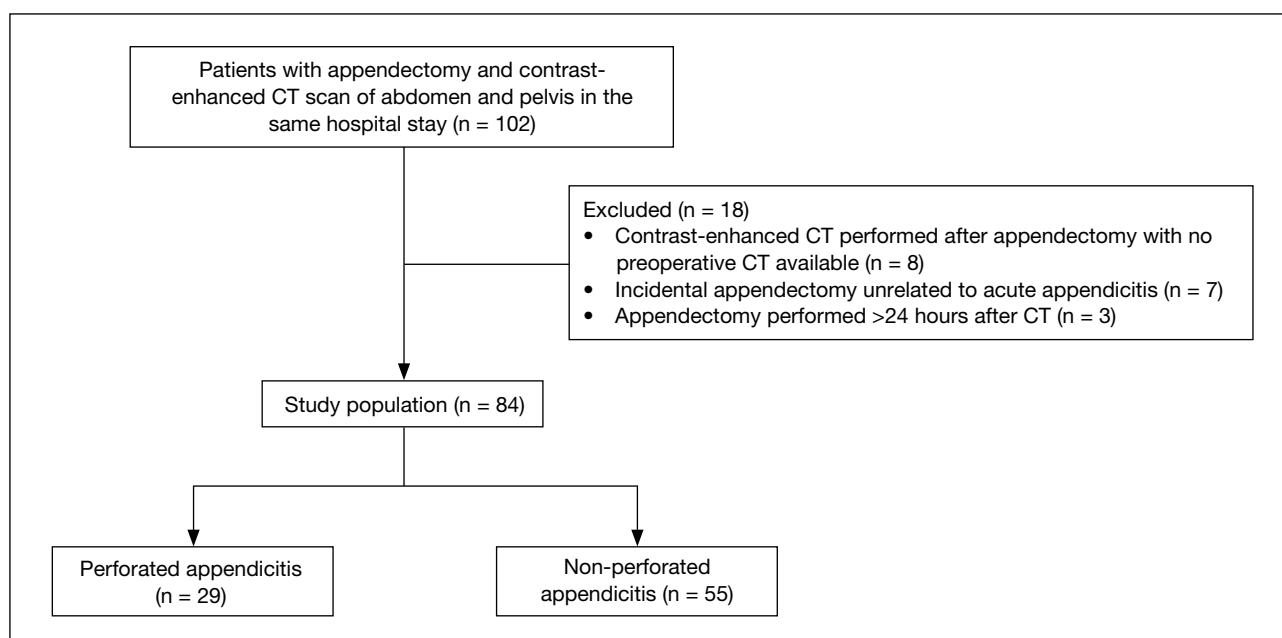 Patients with appendectomy and contrast-
enhanced CT scan of abdomen and pelvis in the
same hospital stay (n = 102)
Excluded (n = 18)
• Contrast-enhanced CT performed after appendectomy with no
preoperative CT available (n = 8)
• Incidental appendectomy unrelated to acute appendicitis (n = 7)
• Appendectomy performed >24 hours after CT (n = 3)
Study population (n = 84)
Perforated appendicitis
(n = 29)
Non-perforated
appendicitis (n = 55)